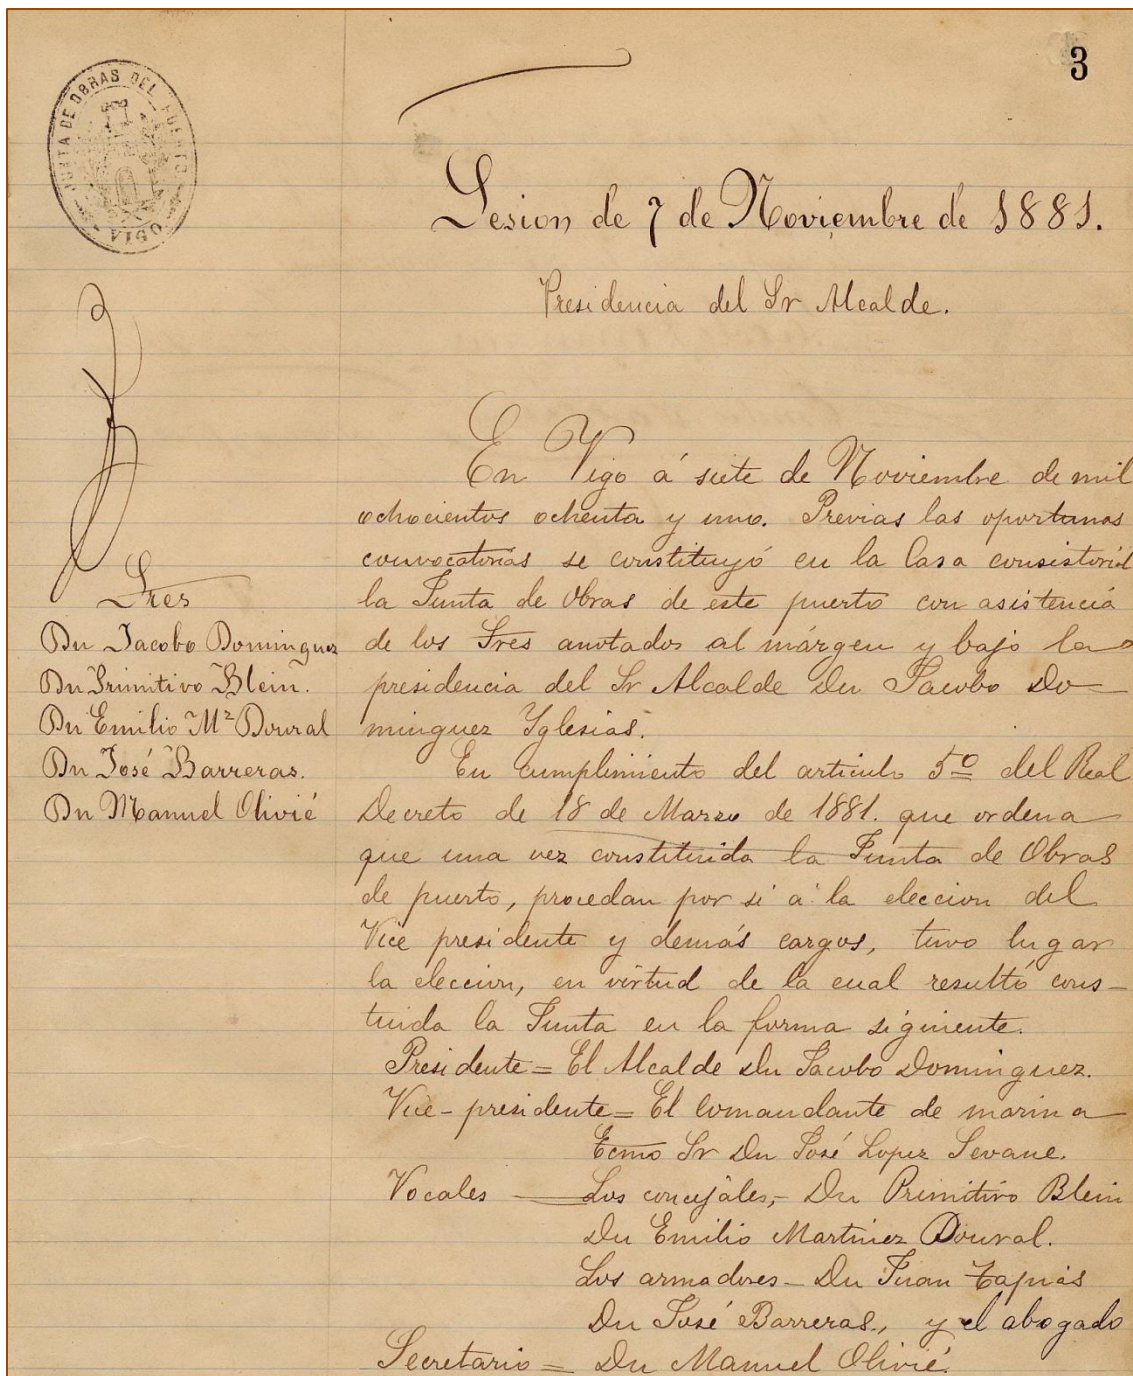 3
JUNTA DE OBRAS DEL PUERTO
VIGO
Sesion de 7 de Noviembre de 1881.
Presidencia del Sr Alcalde.
Sres
Dn Jacobo Dominguez
Dn Primitivo Blein.
Dn Emilio Mz Doural
Dn José Barreras.
Dn Manuel Olivié
En Vigo á siete de Noviembre de mil
ochocientos ochenta y uno. Previas las oportunas
convocatorias se constituyó en la Casa consistorial
la Junta de Obras de este puerto con asistencia
de los Sres anotados al márgen y bajo la
presidencia del Sr Alcalde Dn Jacobo Do-
minguez Yglesias.
En cumplimiento del articulo 5º del Real
Decreto de 18 de Marzo de 1881. que ordena
que una vez constituida la Junta de Obras
de puerto, procedan por si á la eleccion del
Vice presidente y demás cargos, tuvo lugar
la eleccion, en virtud de la cual resultó cons-
tuida la Junta en la forma siguiente.
Presidente = El Alcalde Dn Jacobo Dominguez.
Vice-presidente = El Comandante de marina
Ecmo Sr Dn José Lopez Seoane.
Vocales — Los concejáles,- Dn Primitivo Blein
Dn Emilio Martinez Doural.
Los armadores - Dn Juan Tapias
Dn José Barreras., y el abogado
Secretario = Dn Manuel Olivié.